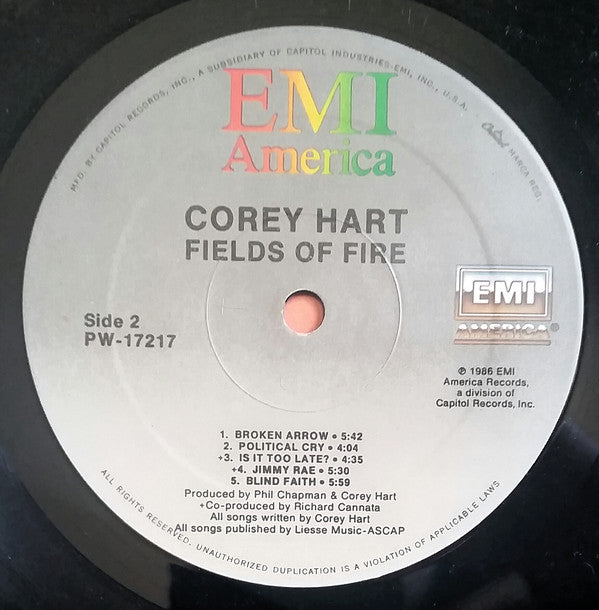 MFD. BY CAPITOL RECORDS, INC., A SUBSIDIARY OF CAPITOL INDUSTRIES-EMI, INC., U.S.A.
Capitol MARCA REG.
EMI
America
COREY HART
FIELDS OF FIRE
Side 2
PW-17217
EMI
AMERICA®
℗ 1986 EMI
America Records,
a division of
Capitol Records, Inc.
1. BROKEN ARROW • 5:42
2. POLITICAL CRY • 4:04
+3. IS IT TOO LATE? • 4:35
+4. JIMMY RAE • 5:30
5. BLIND FAITH • 5:59
Produced by Phil Chapman & Corey Hart
+Co-produced by Richard Cannata
All songs written by Corey Hart
All songs published by Liesse Music-ASCAP
ALL RIGHTS RESERVED. UNAUTHORIZED DUPLICATION IS A VIOLATION OF APPLICABLE LAWS